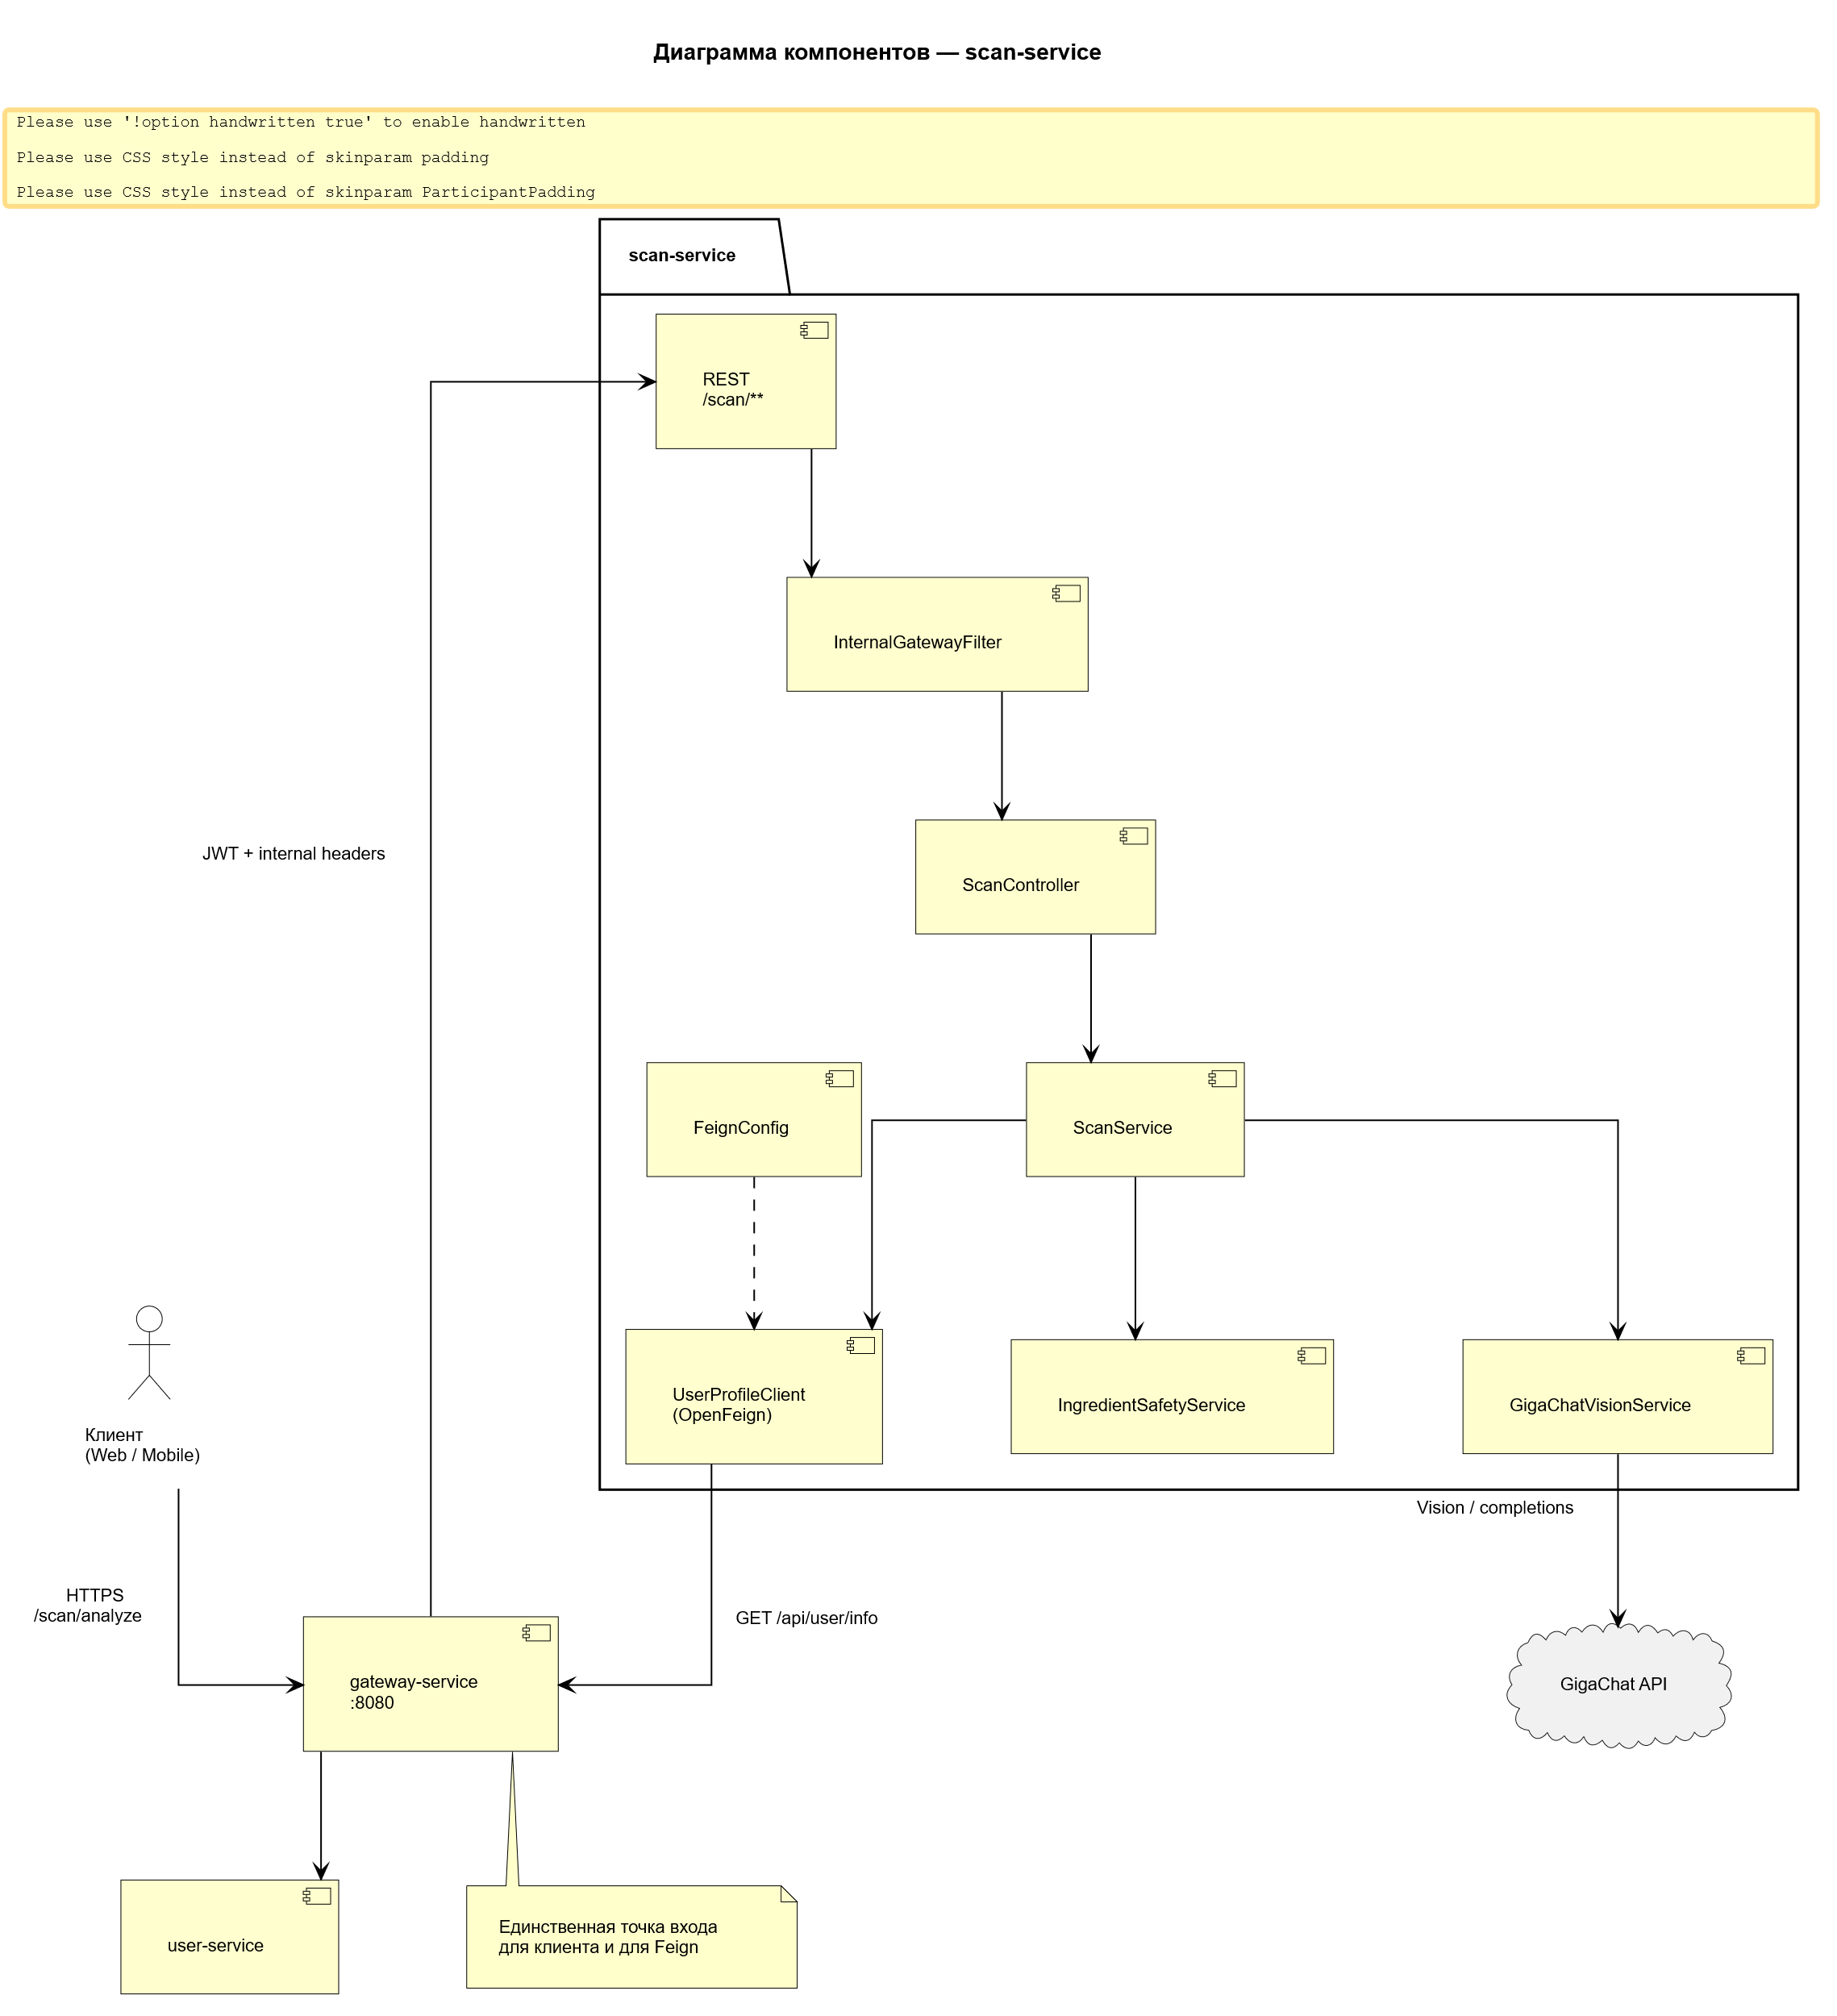 Диаграмма компонентов — scan-service
Please use '!option handwritten true' to enable handwritten
Please use CSS style instead of skinparam padding
Please use CSS style instead of skinparam ParticipantPadding
scan-service
REST
/scan/**
InternalGatewayFilter
JWT + internal headers
ScanController
FeignConfig
ScanService
UserProfileClient
(OpenFeign)
IngredientSafetyService
GigaChatVisionService
Клиент
(Web / Mobile)
Vision / completions
HTTPS
/scan/analyze
GET /api/user/info
gateway-service
:8080
GigaChat API
Единственная точка входа
для клиента и для Feign
user-service